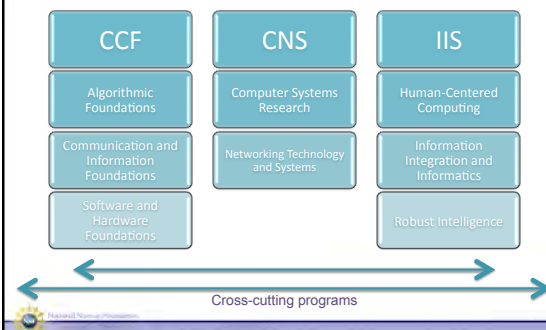 CCF
CNS
IIS
Algorithmic
Foundations
Computer Systems
Research
Human-Centered
Computing
Communication and
Information
Foundations
Networking Technology
and Systems
Information
Integration and
Informatics
Software and
Hardware
Foundations
Robust Intelligence
Cross-cutting programs